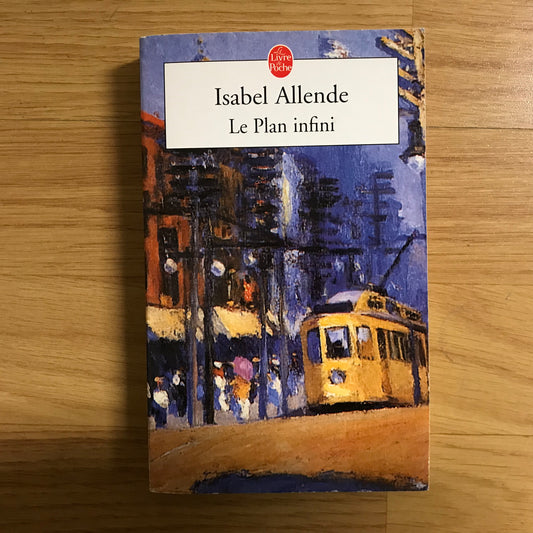 Le
Livre
de
Poche
Isabel Allende
Le Plan infini